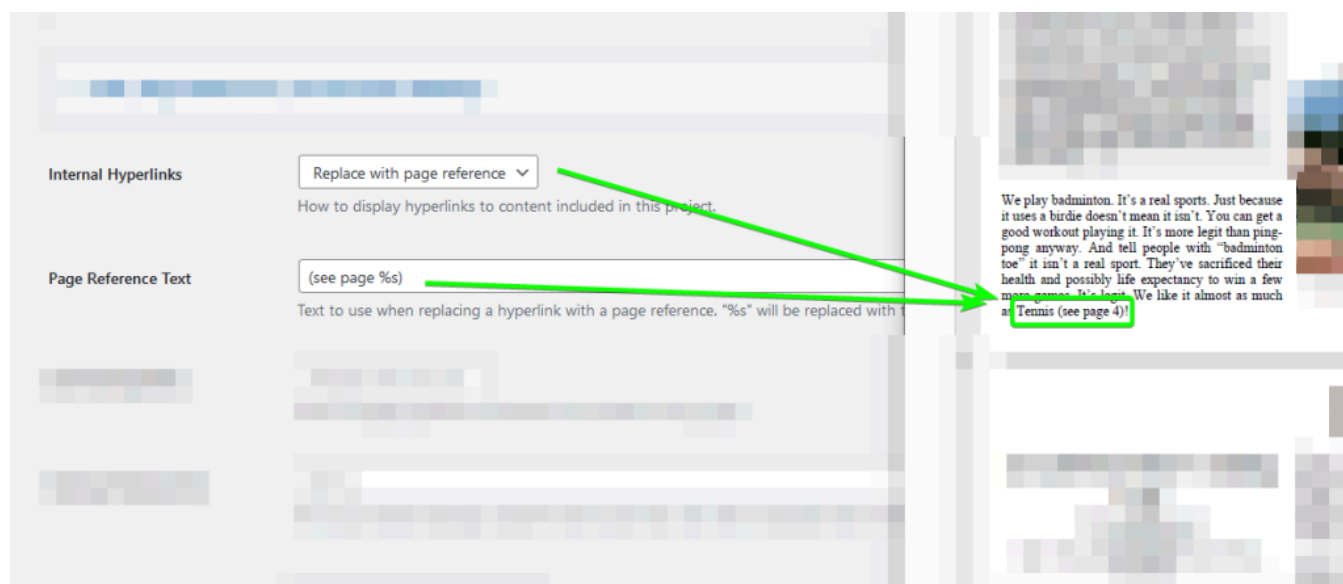 Internal Hyperlinks
Replace with page reference
How to display hyperlinks to content included in this project.
Page Reference Text
(see page %s)
Text to use when replacing a hyperlink with a page reference. "%s" will be replaced with
We play badminton. It's a real sports. Just because
it uses a birdie doesn't mean it isn't. You can get a
good workout playing it. It's more legit than ping-
pong anyway. And tell people with “badminton
toe” it isn't a real sport. They've sacrificed their
health and possibly life expectancy to win a few
more games. It's legit. We like it almost as much
as Tennis (see page 4)!